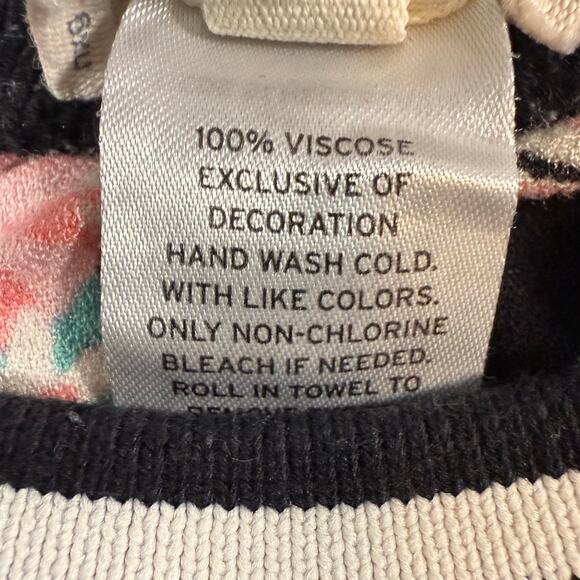 100% VISCOSE
EXCLUSIVE OF
DECORATION
HAND WASH COLD.
WITH LIKE COLORS.
ONLY NON-CHLORINE
BLEACH IF NEEDED.
ROLL IN TOWEL TO